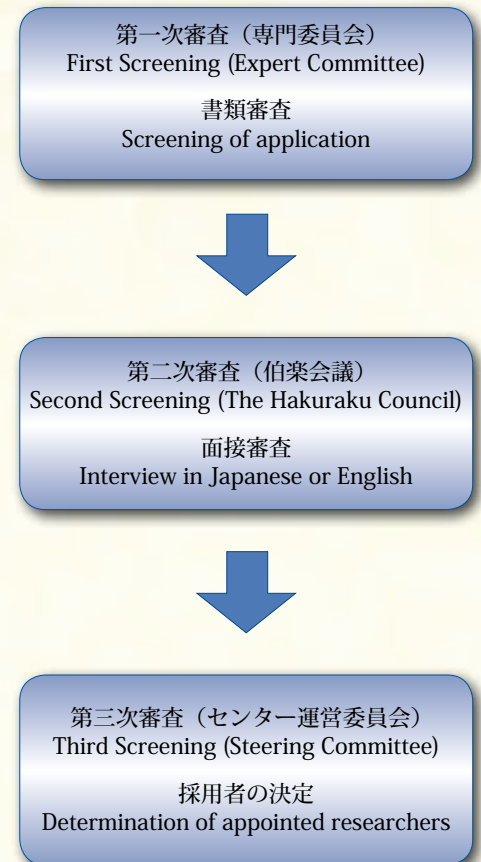 第一次審査（専門委員会）
First Screening (Expert Committee)
書類審査
Screening of application
第二次審査（伯楽会議）
Second Screening (The Hakuraku Council)
面接審査
Interview in Japanese or English
第三次審査（センター運営委員会）
Third Screening (Steering Committee)
採用者の決定
Determination of appointed researchers